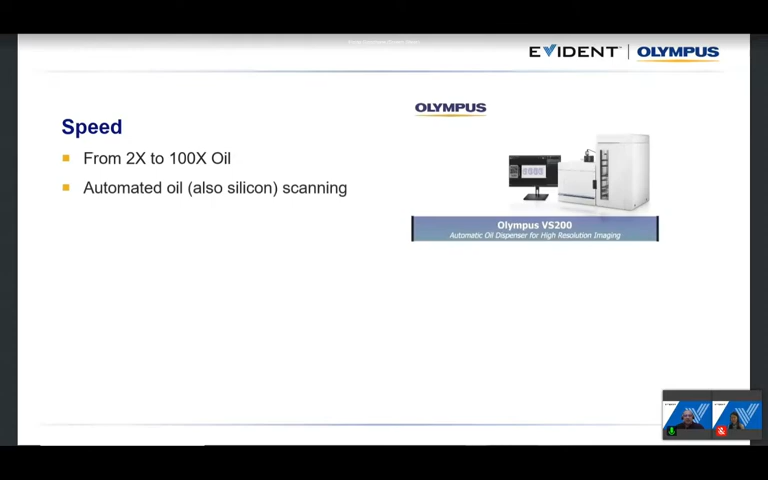 EVIDENT | OLYMPUS
OLYMPUS
Speed
From 2X to 100X Oil
Automated oil (also silicon) scanning
Olympus VS200
Automatic Oil Dispenser for High Resolution Imaging